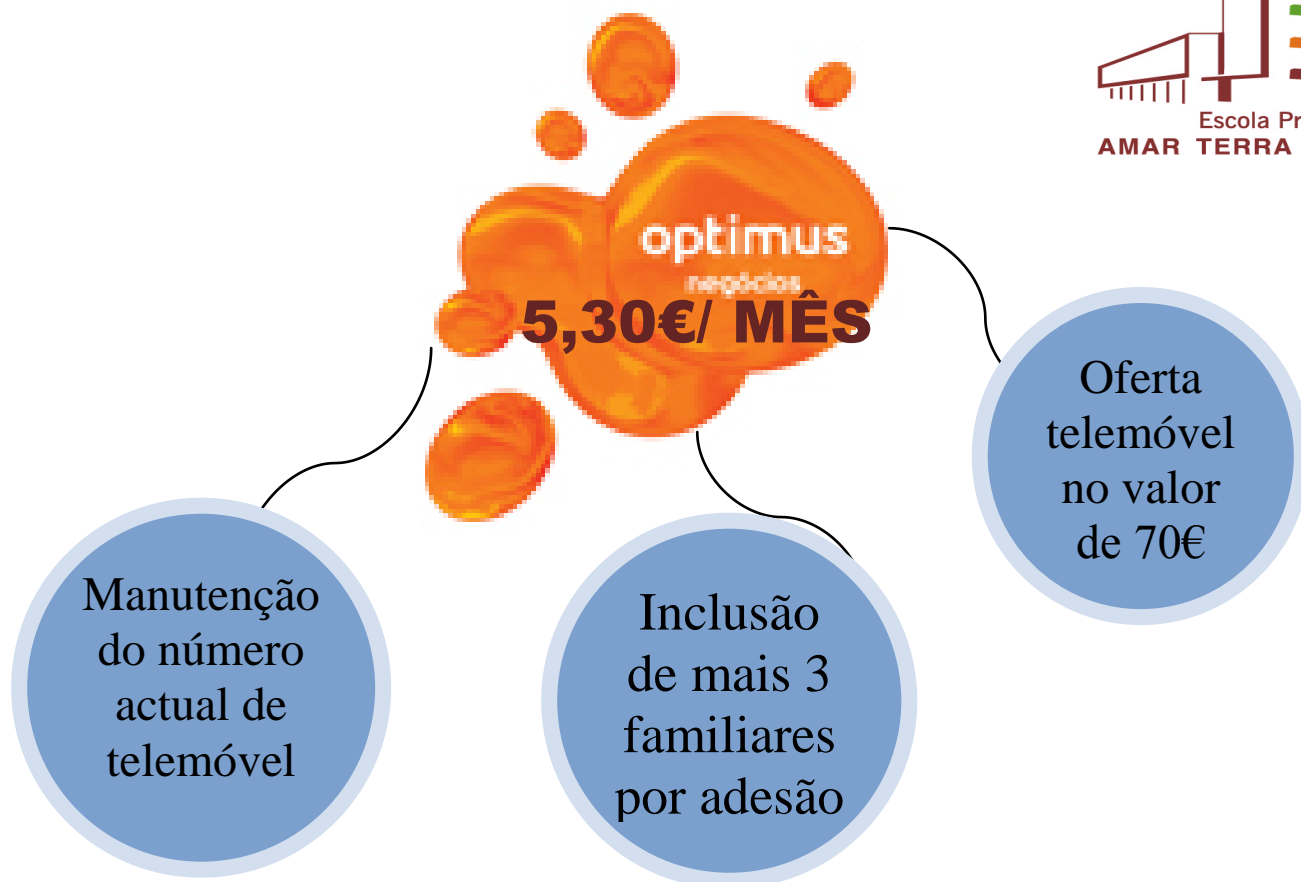 Escola Pr
AMAR TERRA
optimus
negócios
5,30€/ MÊS
Oferta
telemóvel
no valor
de 70€
Manutenção
do número
actual de
telemóvel
Inclusão
de mais 3
familiares
por adesão